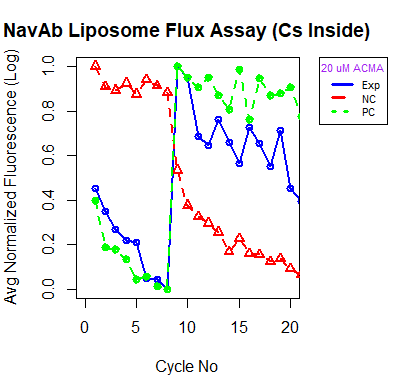 NavAb Liposome Flux Assay (Cs Inside)
Avg Normalized Fluorescence (Log)
1.0
0.8
0.6
0.4
0.2
0.0
0
5
10
15
20
Cycle No
20 uM ACMA
Exp
NC
PC